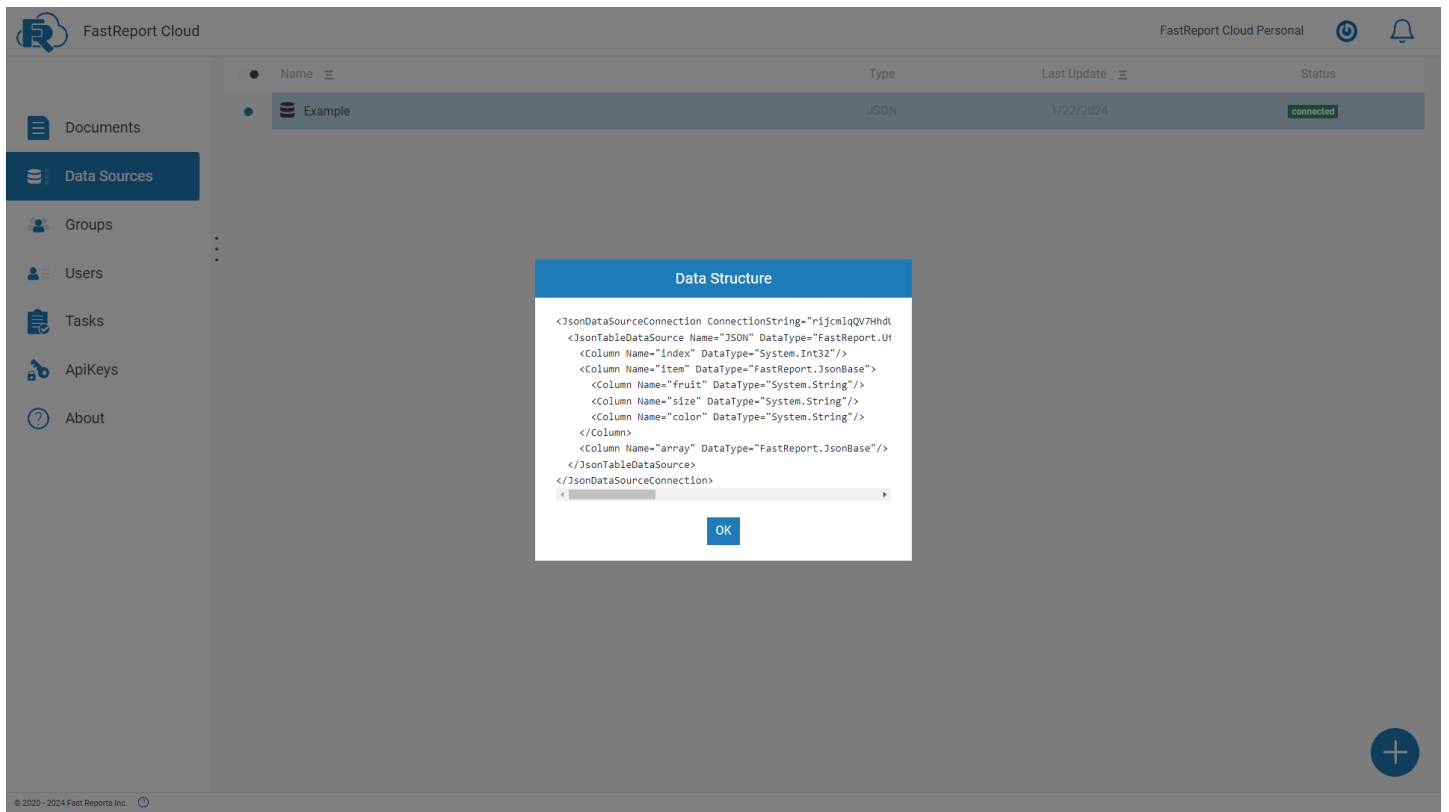 FastReport Cloud
FastReport Cloud Personal
Name
Type
Last Update
Status
Example
JSON
1/22/2024
connected
Documents
Data Sources
Groups
Users
Tasks
ApiKeys
? About
Data Structure
<JsonDataSourceConnection ConnectionString="rijcmlqQV7Hhd
<JsonTableDataSource Name="JSON" DataType="FastReport.Ut
<Column Name="index" DataType="System.Int32"/>
<Column Name="item" DataType="FastReport.JsonBase">
<Column Name="fruit" DataType="System.String"/>
<Column Name="size" DataType="System.String"/>
<Column Name="color" DataType="System.String"/>
</Column>
<Column Name="array" DataType="FastReport.JsonBase"/>
</JsonTableDataSource>
</JsonDataSourceConnection>
OK
© 2020 - 2024 Fast Reports Inc. ?